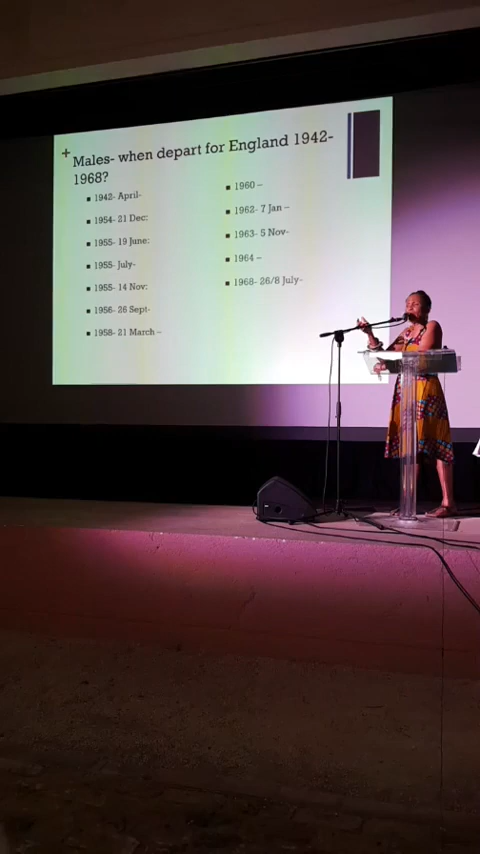 + Males- when depart for England 1942-
1968?
▪ 1942- April-
▪ 1954- 21 Dec:
▪ 1955- 19 June:
▪ 1955- July-
▪ 1955- 14 Nov:
▪ 1956- 26 Sept-
▪ 1958- 21 March –
▪ 1960 –
▪ 1962- 7 Jan –
▪ 1963- 5 Nov-
▪ 1964 –
▪ 1968- 26/8 July-